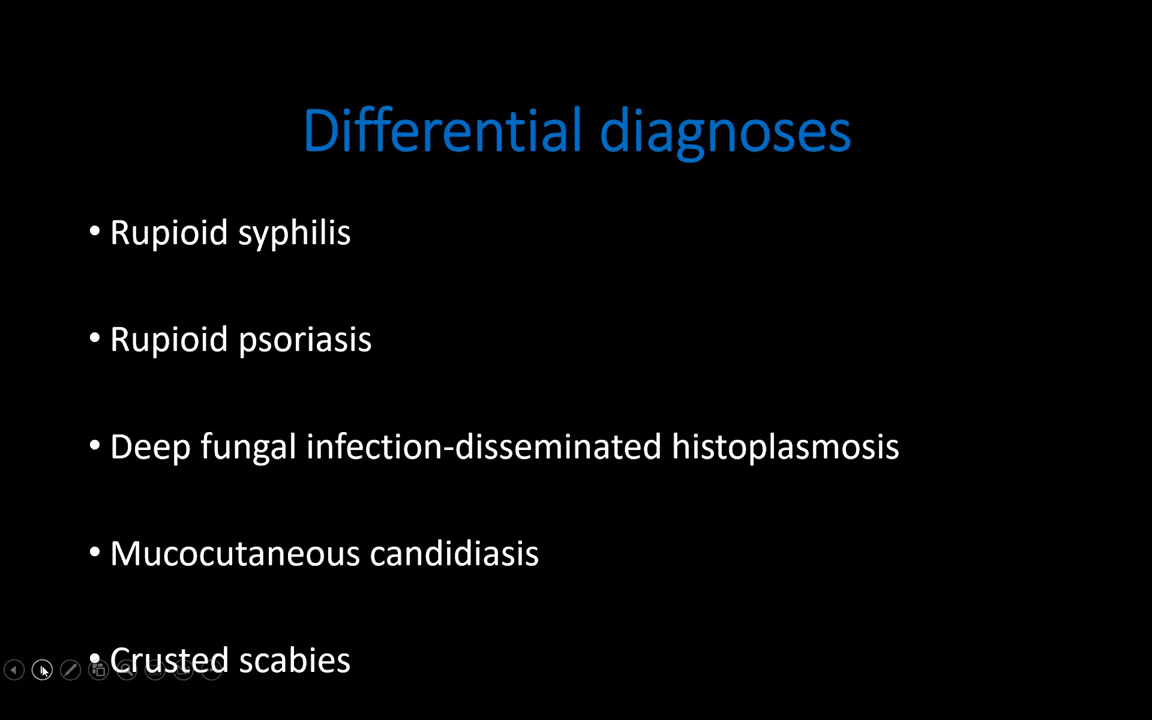 Differential diagnoses
• Rupioid syphilis
• Rupioid psoriasis
• Deep fungal infection-disseminated histoplasmosis
• Mucocutaneous candidiasis
• Crusted scabies